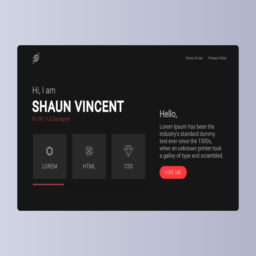 Terms of Use Privacy Policy
Hi, I am
SHAUN VINCENT
UI UX / UI Designer
Hello,
Lorem Ipsum has been the
industry's standard dummy
text ever since the 1500s,
when an unknown printer took
a galley of type and scrambled.
LOREM HTML CSS
HIRE ME